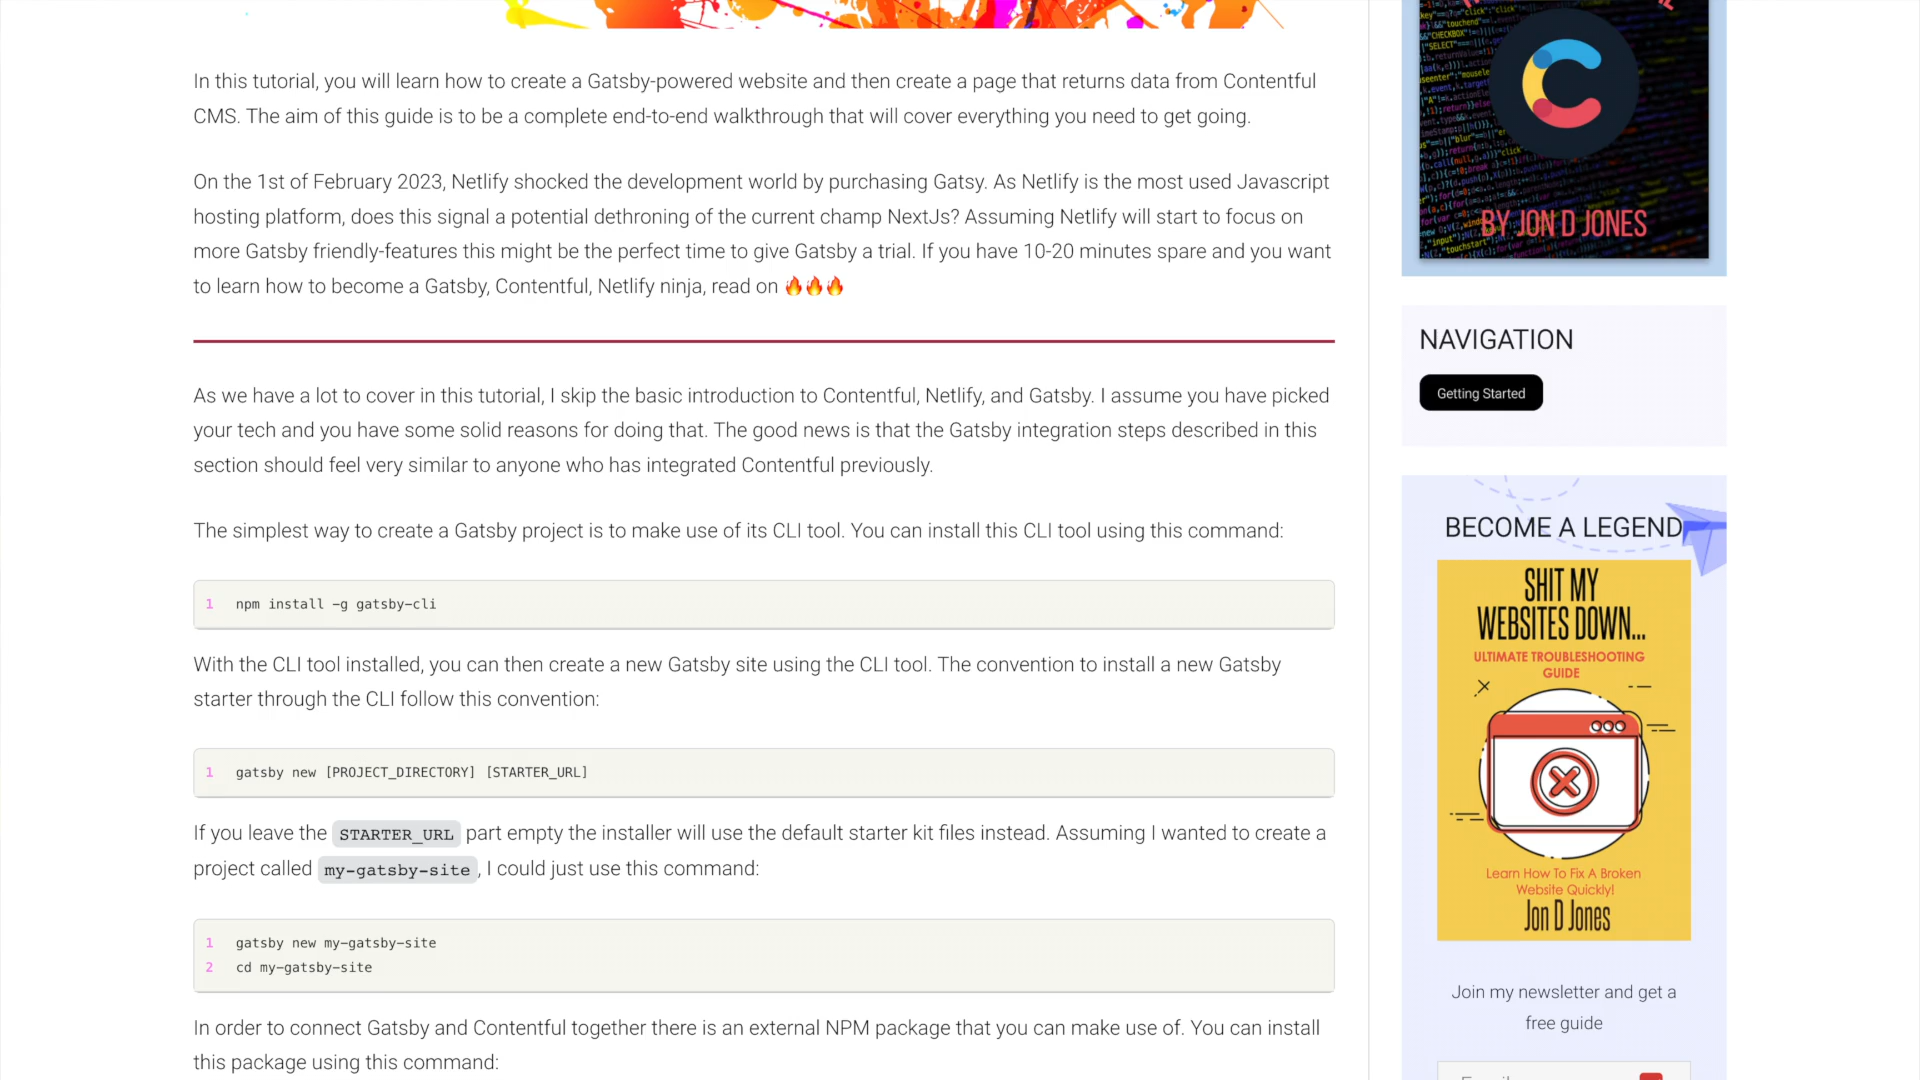 In this tutorial, you will learn how to create a Gatsby-powered website and then create a page that returns data from Contentful
CMS. The aim of this guide is to be a complete end-to-end walkthrough that will cover everything you need to get going.
On the 1st of February 2023, Netlify shocked the development world by purchasing Gatsy. As Netlify is the most used Javascript
hosting platform, does this signal a potential dethroning of the current champ NextJs? Assuming Netlify will start to focus on
more Gatsby friendly-features this might be the perfect time to give Gatsby a trial. If you have 10-20 minutes spare and you want
to learn how to become a Gatsby, Contentful, Netlify ninja, read on 🔥🔥🔥
As we have a lot to cover in this tutorial, I skip the basic introduction to Contentful, Netlify, and Gatsby. I assume you have picked
your tech and you have some solid reasons for doing that. The good news is that the Gatsby integration steps described in this
section should feel very similar to anyone who has integrated Contentful previously.
The simplest way to create a Gatsby project is to make use of its CLI tool. You can install this CLI tool using this command:
1 npm install -g gatsby-cli
With the CLI tool installed, you can then create a new Gatsby site using the CLI tool. The convention to install a new Gatsby
starter through the CLI follow this convention:
1 gatsby new [PROJECT_DIRECTORY] [STARTER_URL]
If you leave the STARTER_URL part empty the installer will use the default starter kit files instead. Assuming I wanted to create a
project called my-gatsby-site, I could just use this command:
1 gatsby new my-gatsby-site
2 cd my-gatsby-site
In order to connect Gatsby and Contentful together there is an external NPM package that you can make use of. You can install
this package using this command:
BY JON D JONES
NAVIGATION
Getting Started
BECOME A LEGEND
SHIT MY
WEBSITES DOWN...
ULTIMATE TROUBLESHOOTING
GUIDE
Learn How To Fix A Broken
Website Quickly!
Jon D Jones
Join my newsletter and get a
free guide